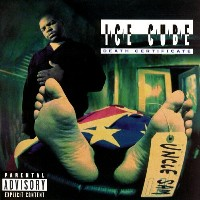 ICE CUBE
DEATH CERTIFICATE
UNCLE SAM
PARENTAL
ADVISORY
EXPLICIT CONTENT